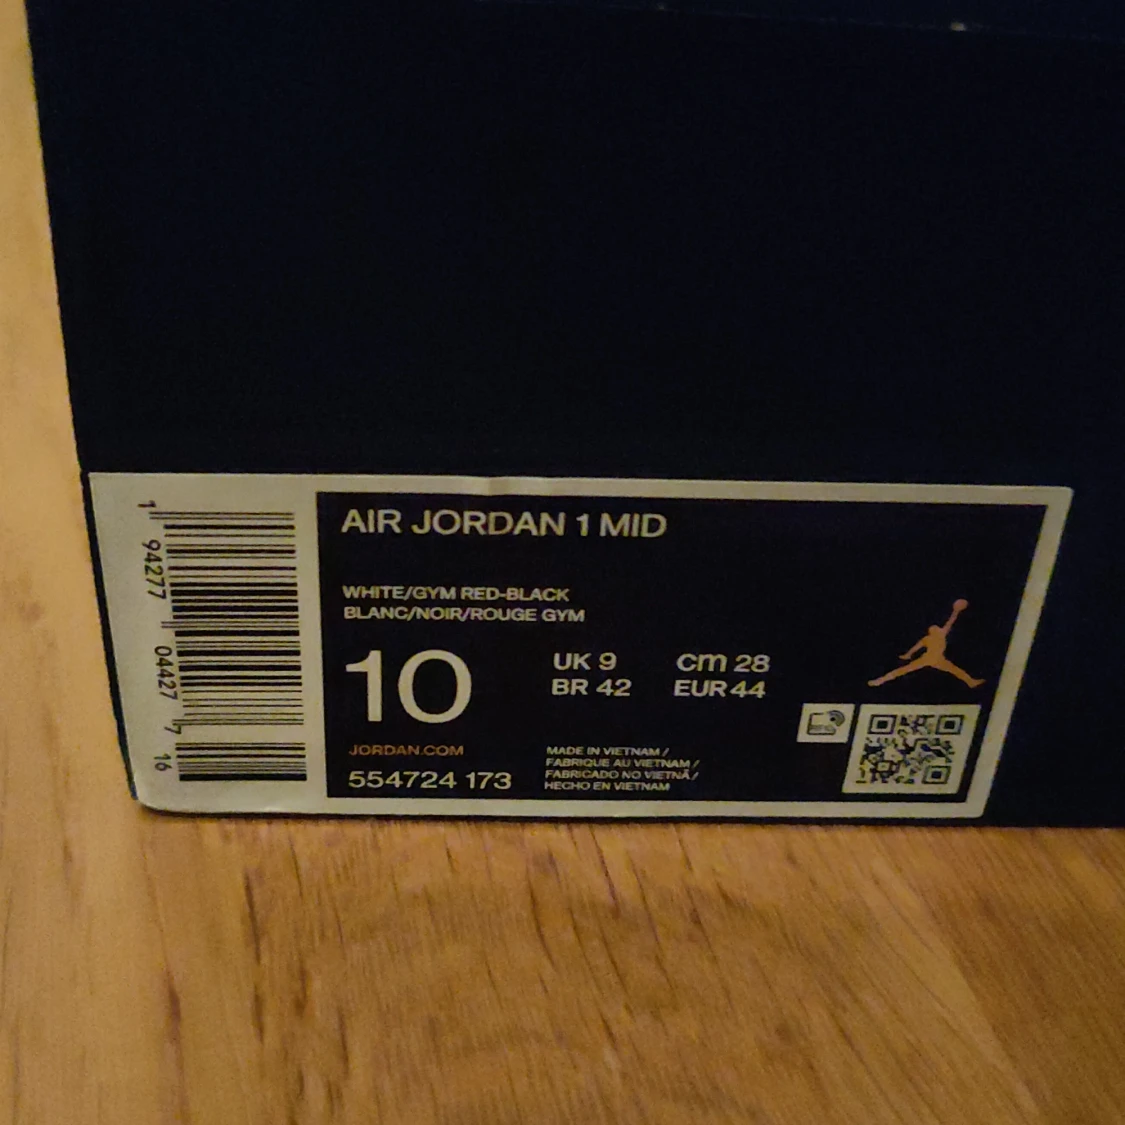 1 94277 04427 7 16
AIR JORDAN 1 MID
WHITE/GYM RED-BLACK
BLANC/NOIR/ROUGE GYM
10
UK 9 cm 28
BR 42 EUR 44
JORDAN.COM
554724 173
MADE IN VIETNAM /
FABRIQUE AU VIETNAM /
FABRICADO NO VIETNÃ /
HECHO EN VIETNAM